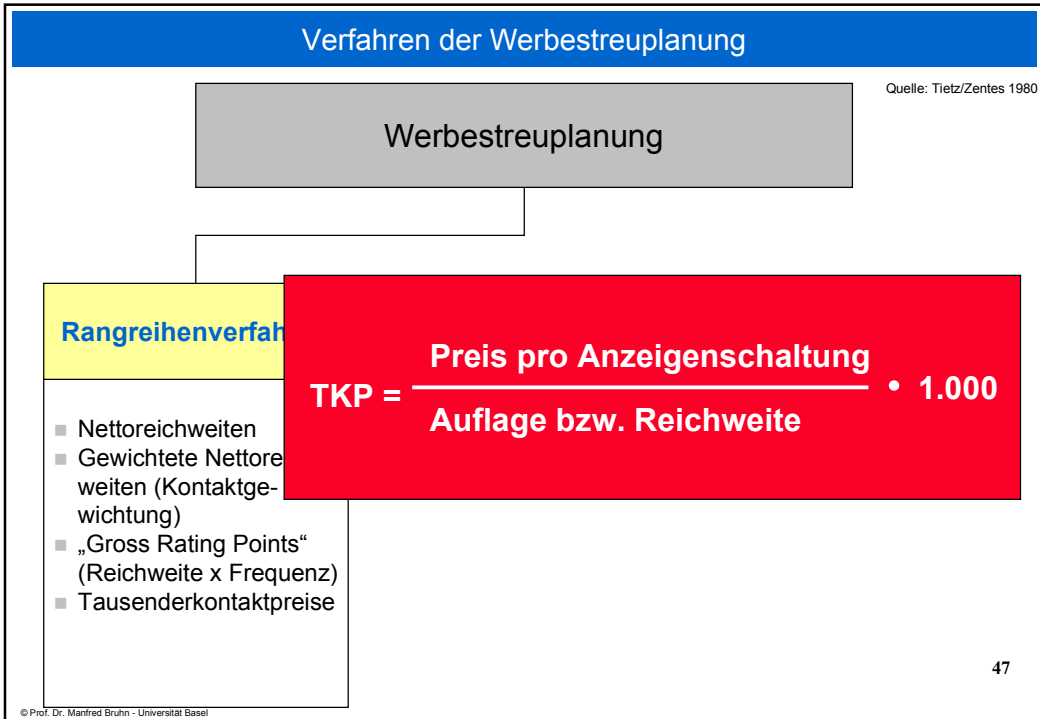 Verfahren der Werbestreuplanung
Quelle: Tietz/Zentes 1980
Werbestreuplanung
Rangreihenverfah
Preis pro Anzeigenschaltung
TKP = • 1.000
Auflage bzw. Reichweite
Nettoreichweiten
Gewichtete Nettore
weiten (Kontaktge-
wichtung)
„Gross Rating Points“
(Reichweite x Frequenz)
Tausenderkontaktpreise
47
© Prof. Dr. Manfred Bruhn - Universität Basel